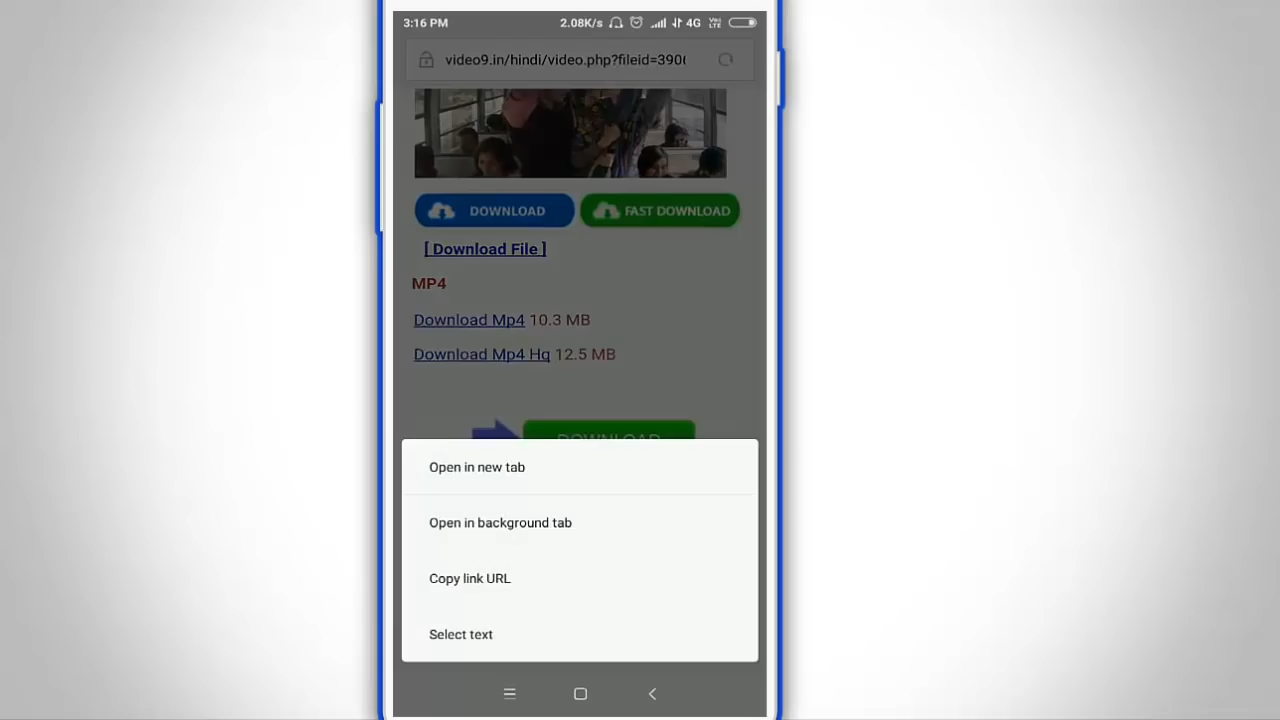 3:16 PM 2.08K/s 4G Vo) LTE
video9.in/hindi/video.php?fileid=390
DOWNLOAD FAST DOWNLOAD
[ Download File ]
MP4
Download Mp4 10.3 MB
Download Mp4 Hq 12.5 MB
DOWNLOAD
Open in new tab
Open in background tab
Copy link URL
Select text